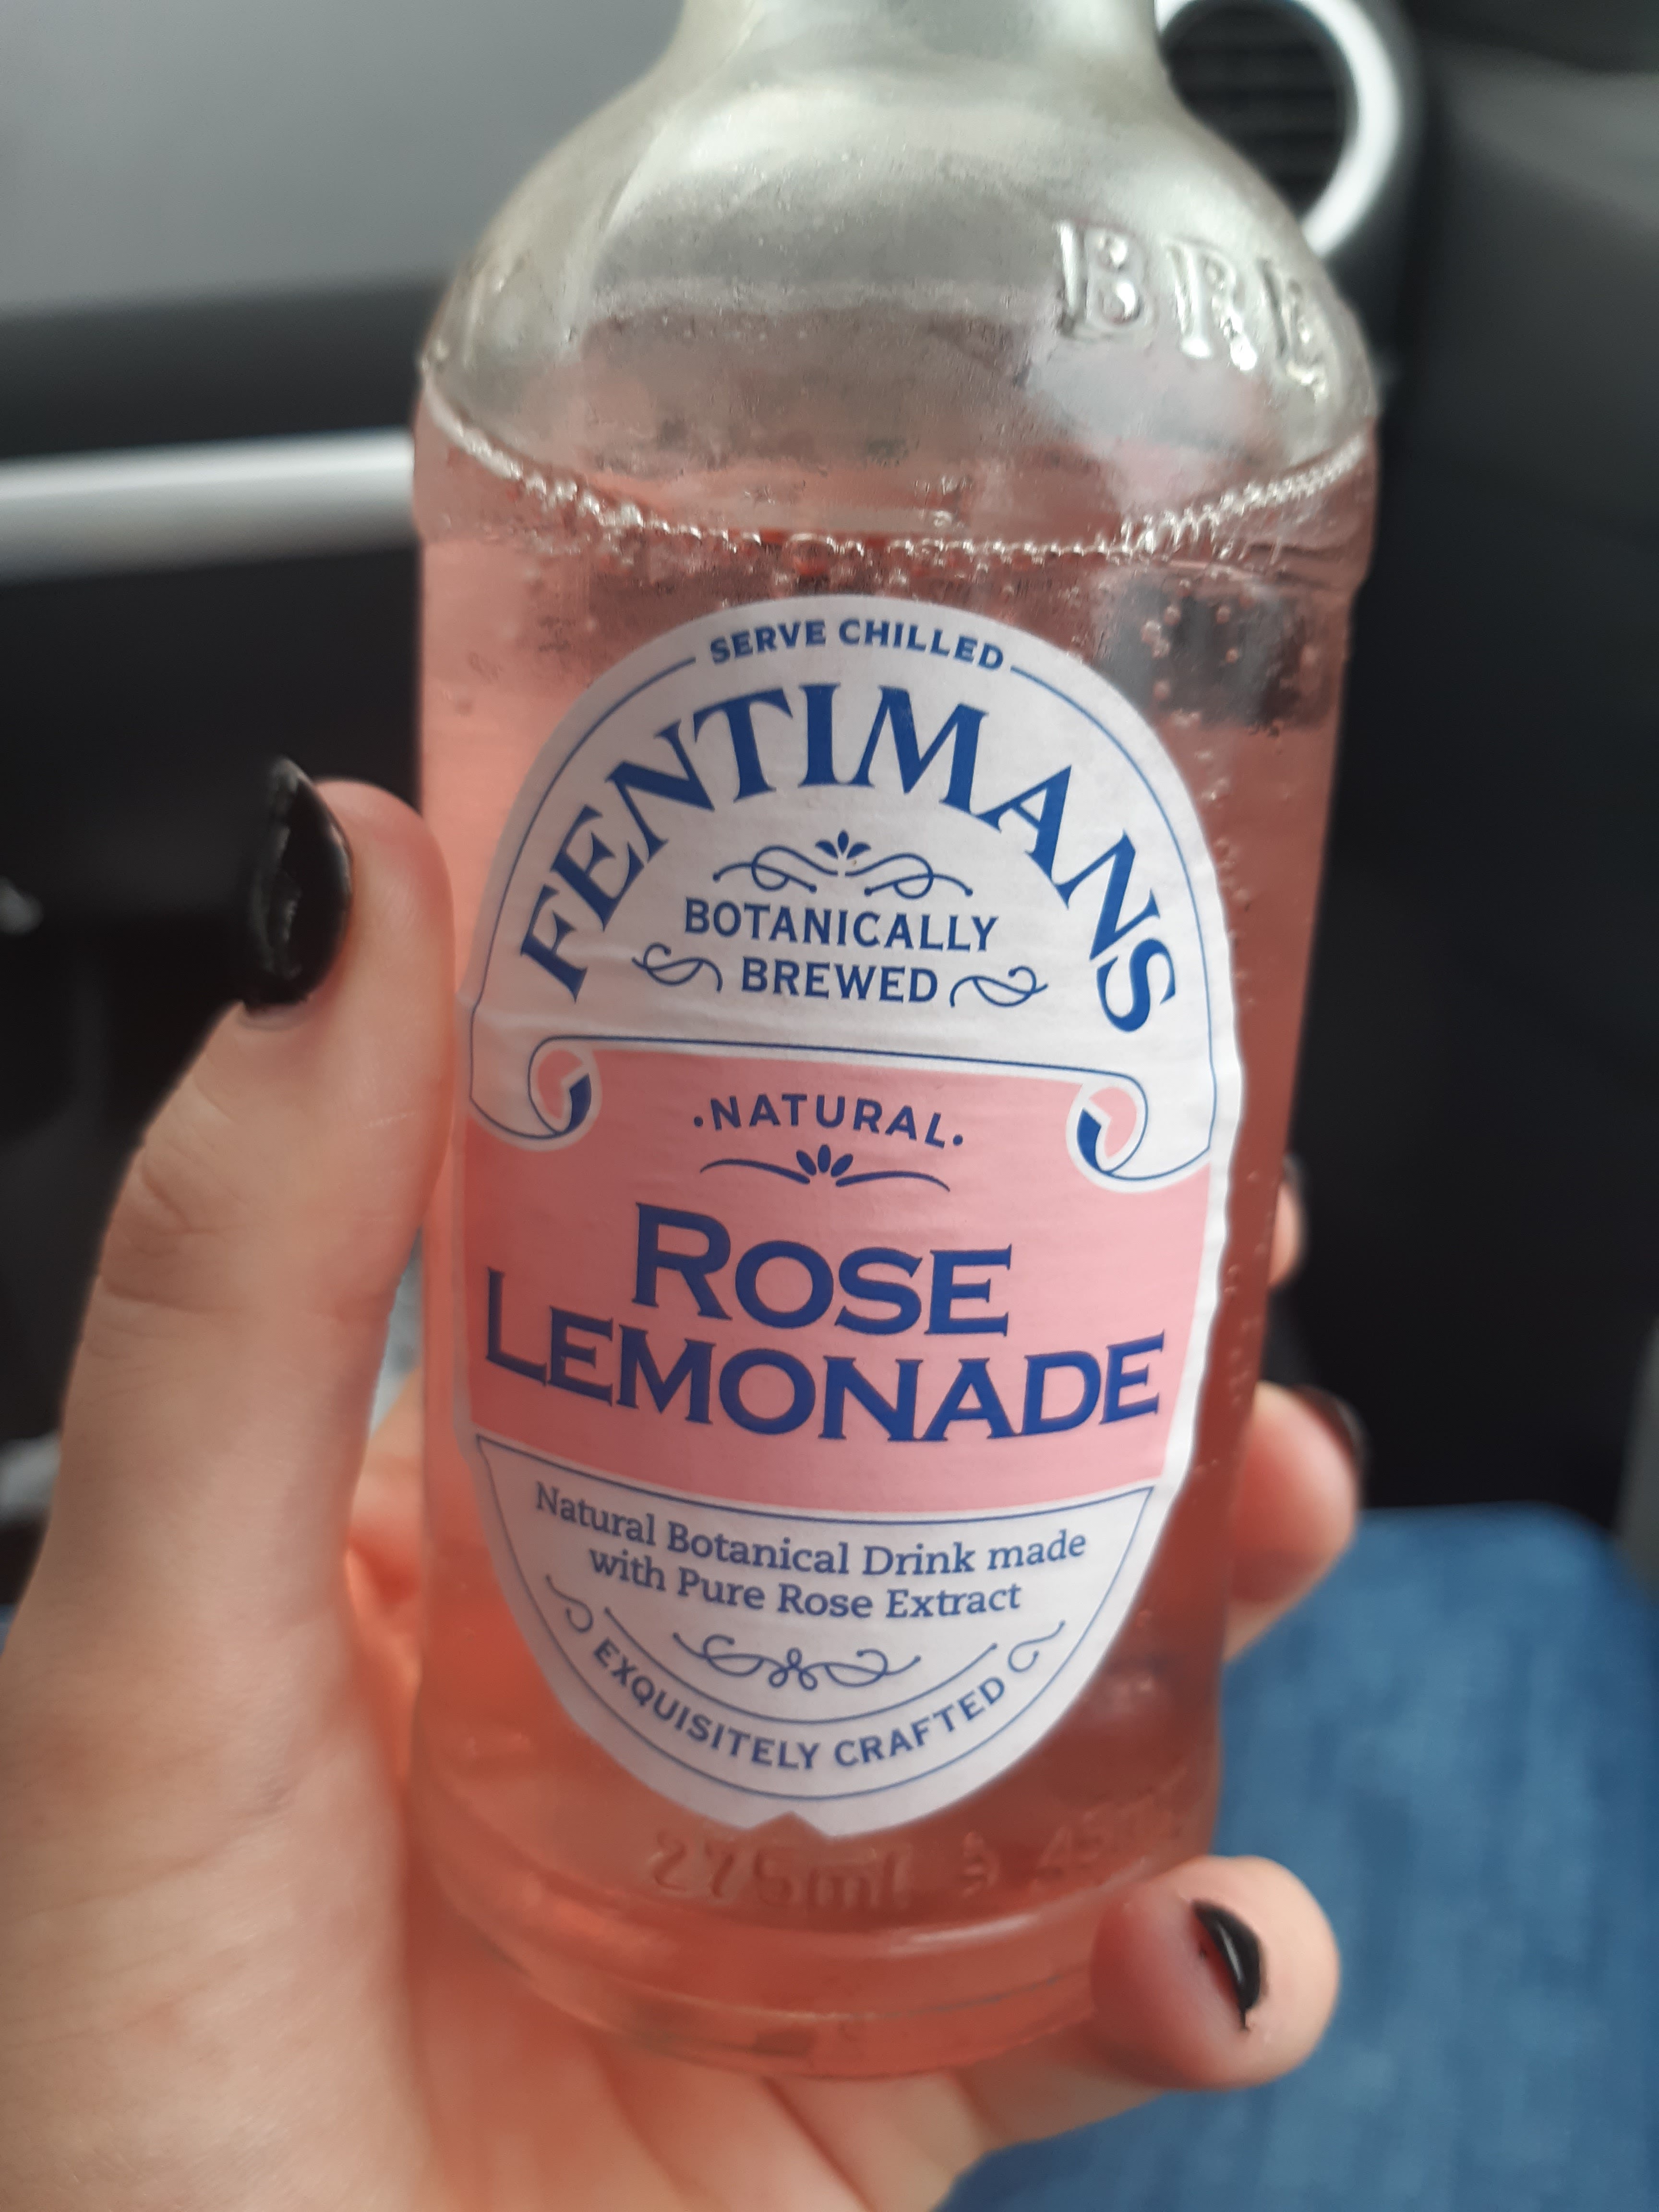 BRE
SERVE CHILLED
FENTIMANS
BOTANICALLY
BREWED
·NATURAL·
ROSE
LEMONADE
Natural Botanical Drink made
with Pure Rose Extract
EXQUISITELY CRAFTED
275ml